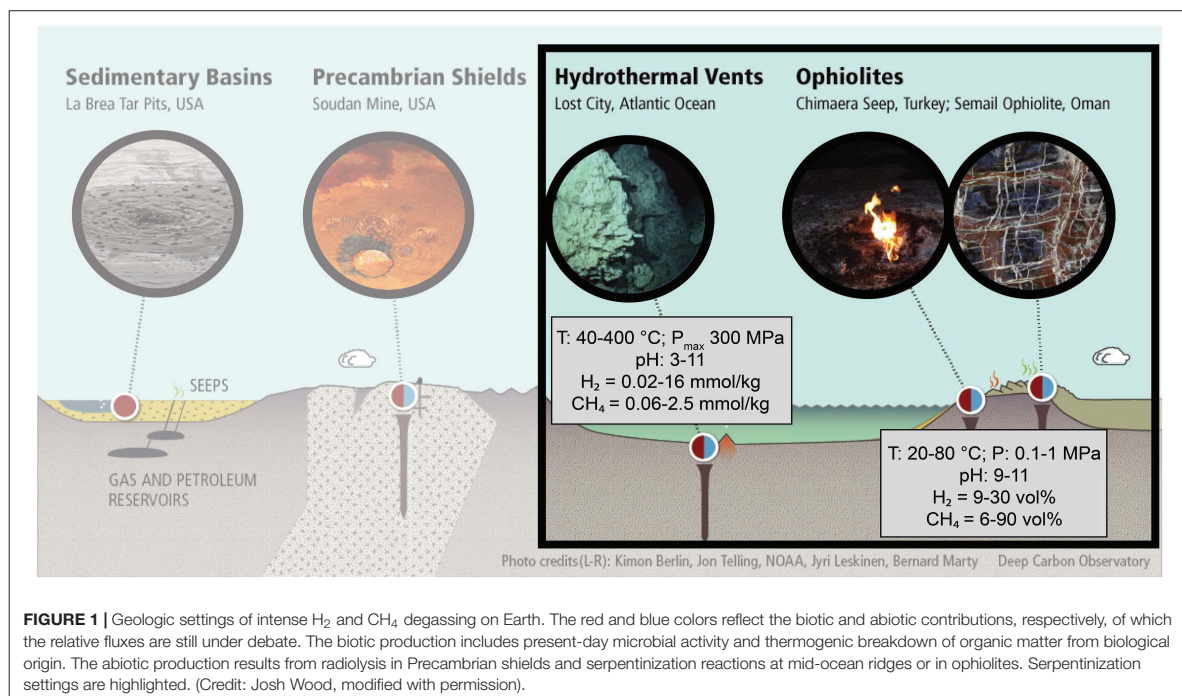 Sedimentary Basins
La Brea Tar Pits, USA
Precambrian Shields
Soudan Mine, USA
Hydrothermal Vents
Lost City, Atlantic Ocean
Ophiolites
Chimaera Seep, Turkey; Semail Ophiolite, Oman
T: 40-400 °C; Pmax 300 MPa
pH: 3-11
H₂ = 0.02-16 mmol/kg
CH₄ = 0.06-2.5 mmol/kg
SEEPS
GAS AND PETROLEUM
RESERVOIRS
T: 20-80 °C; P: 0.1-1 MPa
pH: 9-11
H₂ = 9-30 vol%
CH₄ = 6-90 vol%
Photo credits(L-R): Kimon Berlin, Jon Telling, NOAA, Jyri Leskinen, Bernard Marty Deep Carbon Observatory
FIGURE 1 | Geologic settings of intense H₂ and CH₄ degassing on Earth. The red and blue colors reflect the biotic and abiotic contributions, respectively, of which
the relative fluxes are still under debate. The biotic production includes present-day microbial activity and thermogenic breakdown of organic matter from biological
origin. The abiotic production results from radiolysis in Precambrian shields and serpentinization reactions at mid-ocean ridges or in ophiolites. Serpentinization
settings are highlighted. (Credit: Josh Wood, modified with permission).